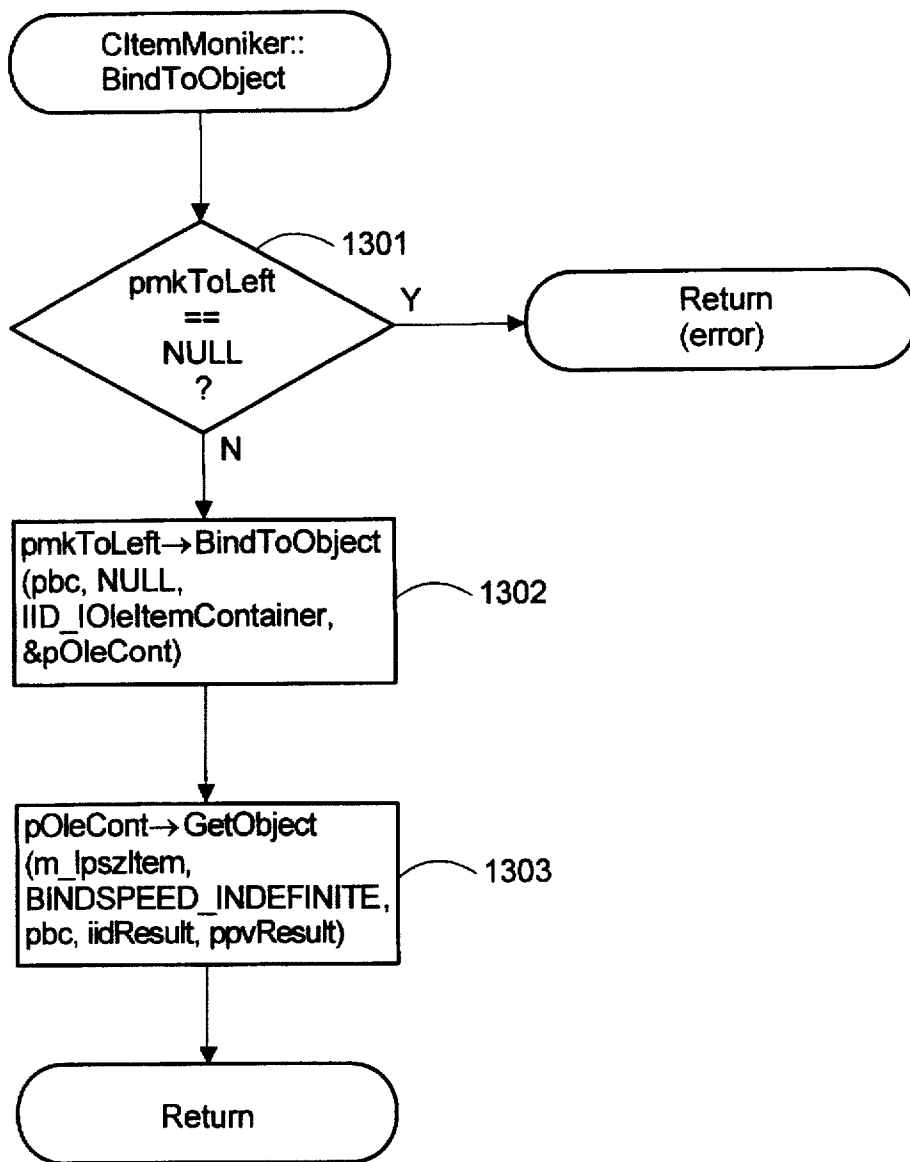 CItemMoniker::
BindToObject
1301
pmkToLeft
==
NULL
?
Y
Return
(error)
N
pmkToLeft→BindToObject
(pbc, NULL,
IID_IOleItemContainer,
&pOleCont)
1302
pOleCont→GetObject
(m_lpszItem,
BINDSPEED_INDEFINITE,
pbc, iidResult, ppvResult)
1303
Return